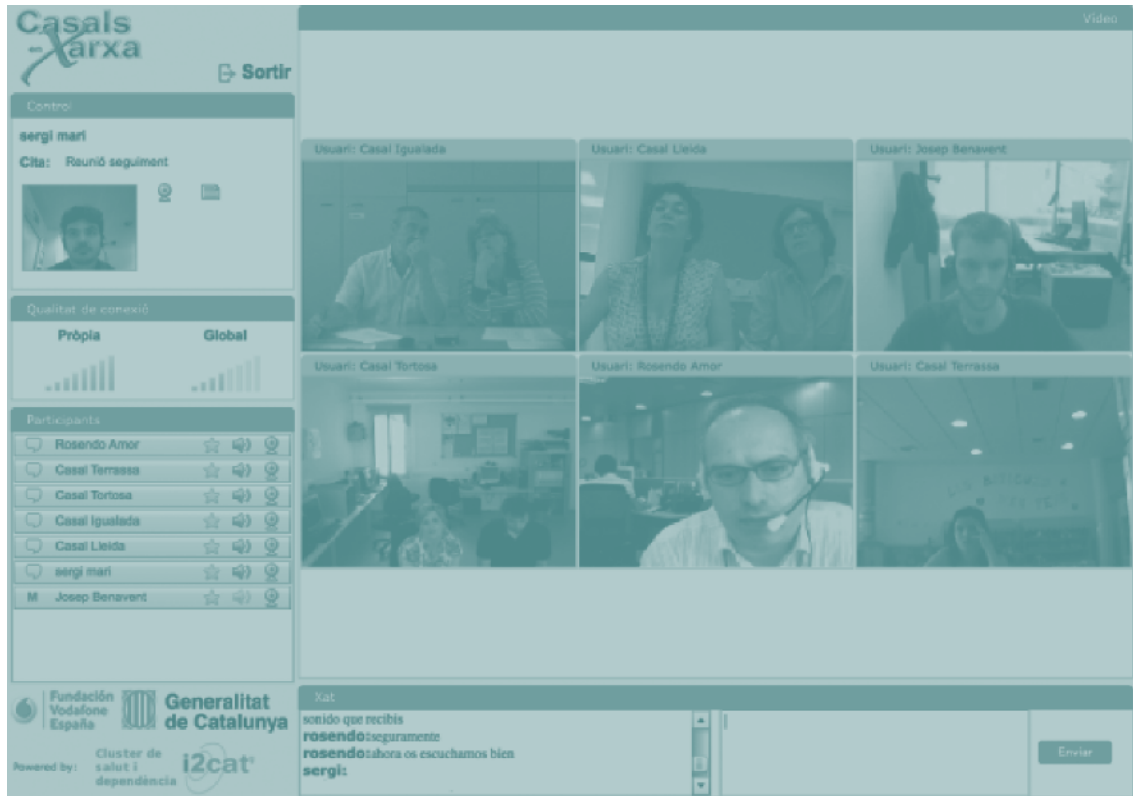 Casals
en Xarxa
Sortir
Control
sergi mari
Cita: Reunió seguiment
Qualitat de conexió
Pròpia Global
Participants
Rosendo Amor
Casal Terrassa
Casal Tortosa
Casal Igualada
Casal Lleida
sergi mari
M Josep Benavent
Fundación
Vodafone
España
Generalitat
de Catalunya
Powered by:
Cluster de
salut i
dependència
i2cat
Vídeo
Usuari: Casal Igualada
Usuari: Casal Lleida
Usuari: Josep Benavent
Usuari: Casal Tortosa
Usuari: Rosendo Amor
Usuari: Casal Terrassa
Xat
sonido que recibis
rosendo:seguramente
rosendo:ahora os escuchamos bien
sergi:
Enviar